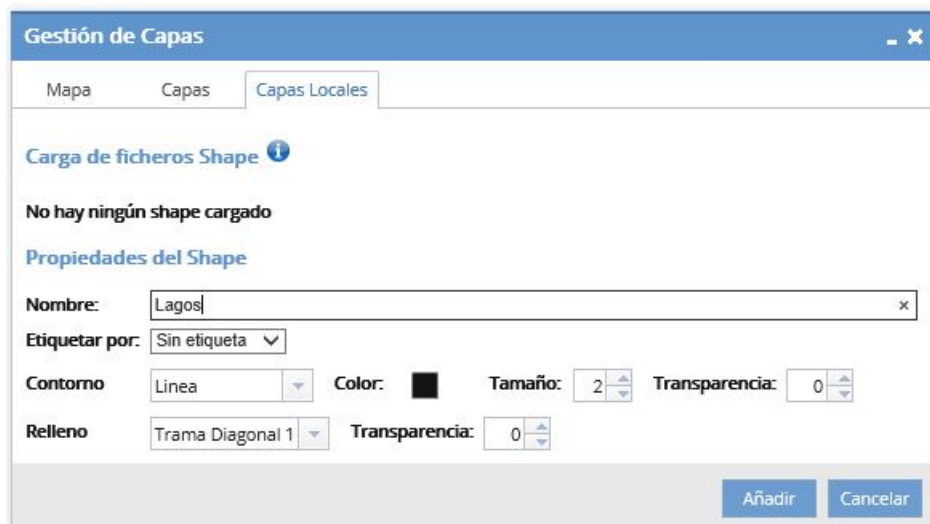 Gestión de Capas
Mapa Capas Capas Locales
Carga de ficheros Shape
No hay ningún shape cargado
Propiedades del Shape
Nombre: Lagos
Etiquetar por: Sin etiqueta
Contorno Linea Color: Tamaño: 2 Transparencia: 0
Relleno Trama Diagonal 1 Transparencia: 0
Añadir Cancelar